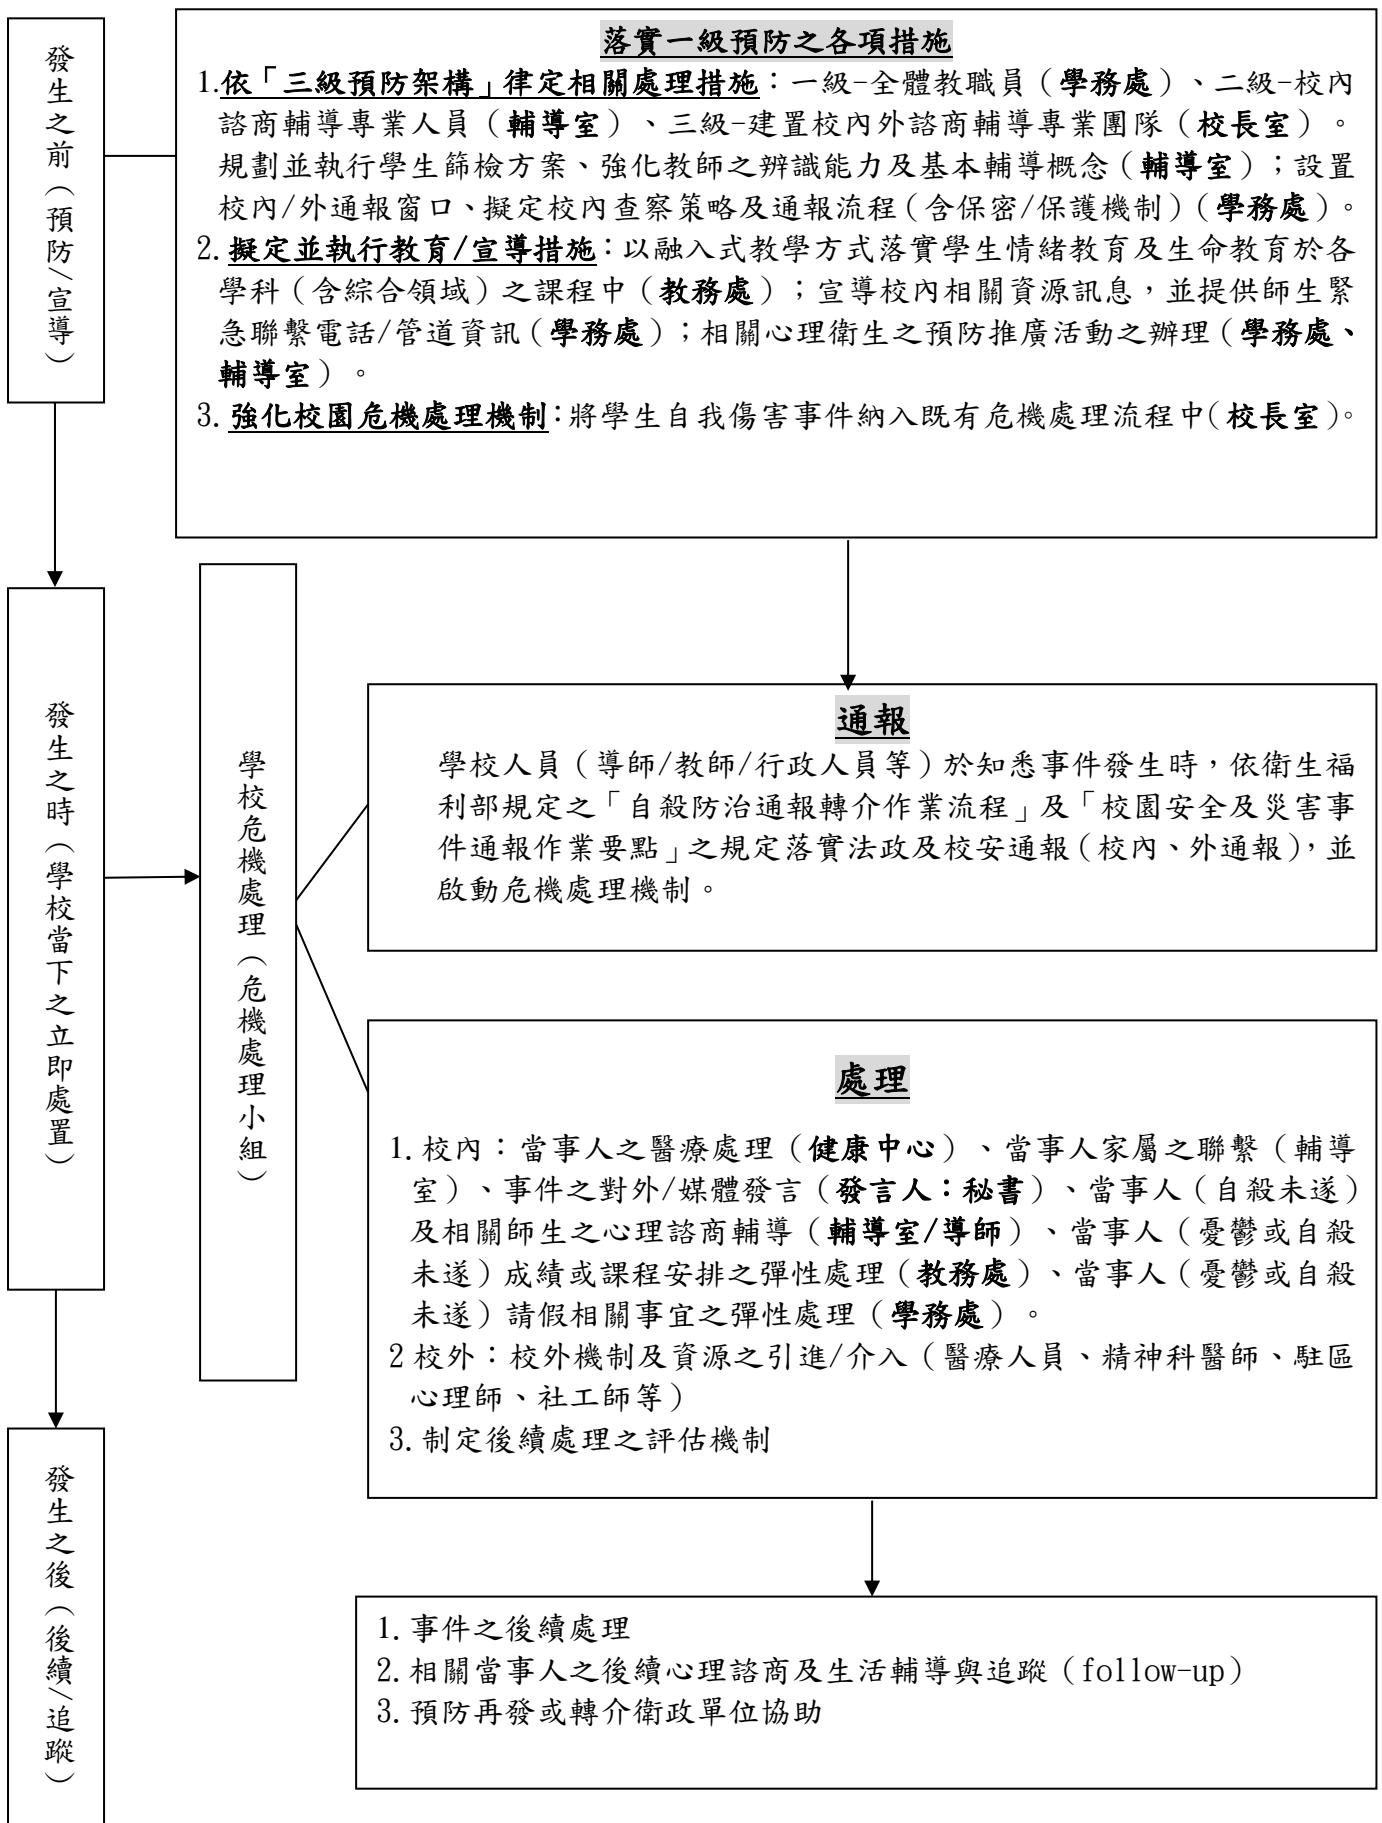 發生之前（預防/宣導）
落實一級預防之各項措施
1.依「三級預防架構」律定相關處理措施：一級-全體教職員（學務處）、二級-校內
諮商輔導專業人員（輔導室）、三級-建置校內外諮商輔導專業團隊（校長室）。
規劃並執行學生篩檢方案、強化教師之辨識能力及基本輔導概念（輔導室）；設置
校內/外通報窗口、擬定校內查察策略及通報流程（含保密/保護機制）（學務處）。
2.擬定並執行教育/宣導措施：以融入式教學方式落實學生情緒教育及生命教育於各
學科（含綜合領域）之課程中（教務處）；宣導校內相關資源訊息，並提供師生緊
急聯繫電話/管道資訊（學務處）；相關心理衛生之預防推廣活動之辦理（學務處、
輔導室）。
3.強化校園危機處理機制：將學生自我傷害事件納入既有危機處理流程中（校長室）。
發生之時（學校當下之立即處置）
學校危機處理（危機處理小組）
通報
學校人員（導師/教師/行政人員等）於知悉事件發生時，依衛生福
利部規定之「自殺防治通報轉介作業流程」及「校園安全及災害事
件通報作業要點」之規定落實法政及校安通報（校內、外通報），並
啟動危機處理機制。
處理
1.校內：當事人之醫療處理（健康中心）、當事人家屬之聯繫（輔導
室）、事件之對外/媒體發言（發言人：秘書）、當事人（自殺未遂）
及相關師生之心理諮商輔導（輔導室/導師）、當事人（憂鬱或自殺
未遂）成績或課程安排之彈性處理（教務處）、當事人（憂鬱或自殺
未遂）請假相關事宜之彈性處理（學務處）。
2 校外：校外機制及資源之引進/介入（醫療人員、精神科醫師、駐區
心理師、社工師等）
3.制定後續處理之評估機制
發生之後（後續/追蹤）
1.事件之後續處理
2.相關當事人之後續心理諮商及生活輔導與追蹤（follow-up）
3.預防再發或轉介衛政單位協助